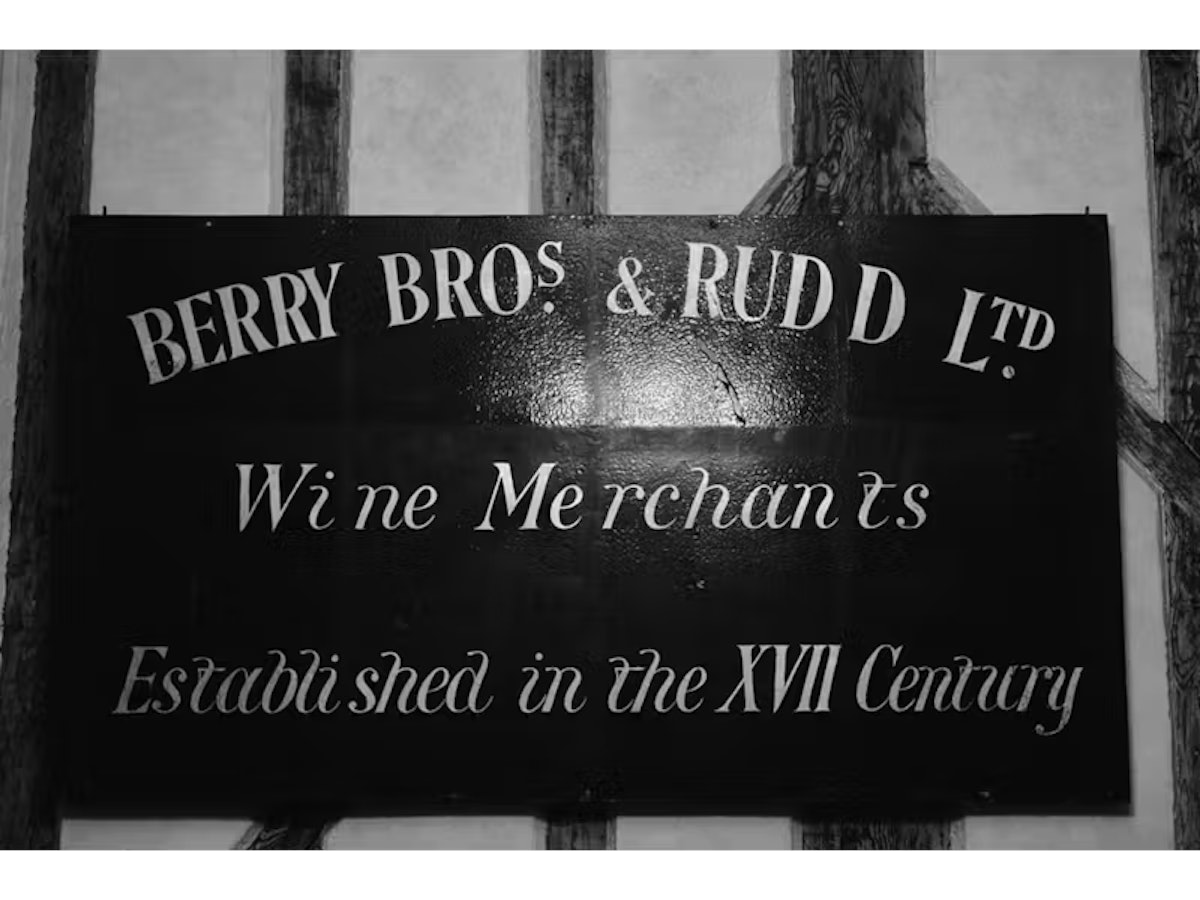 BERRY BROS. & RUDD LTD.
Wine Merchants
Established in the XVII Century